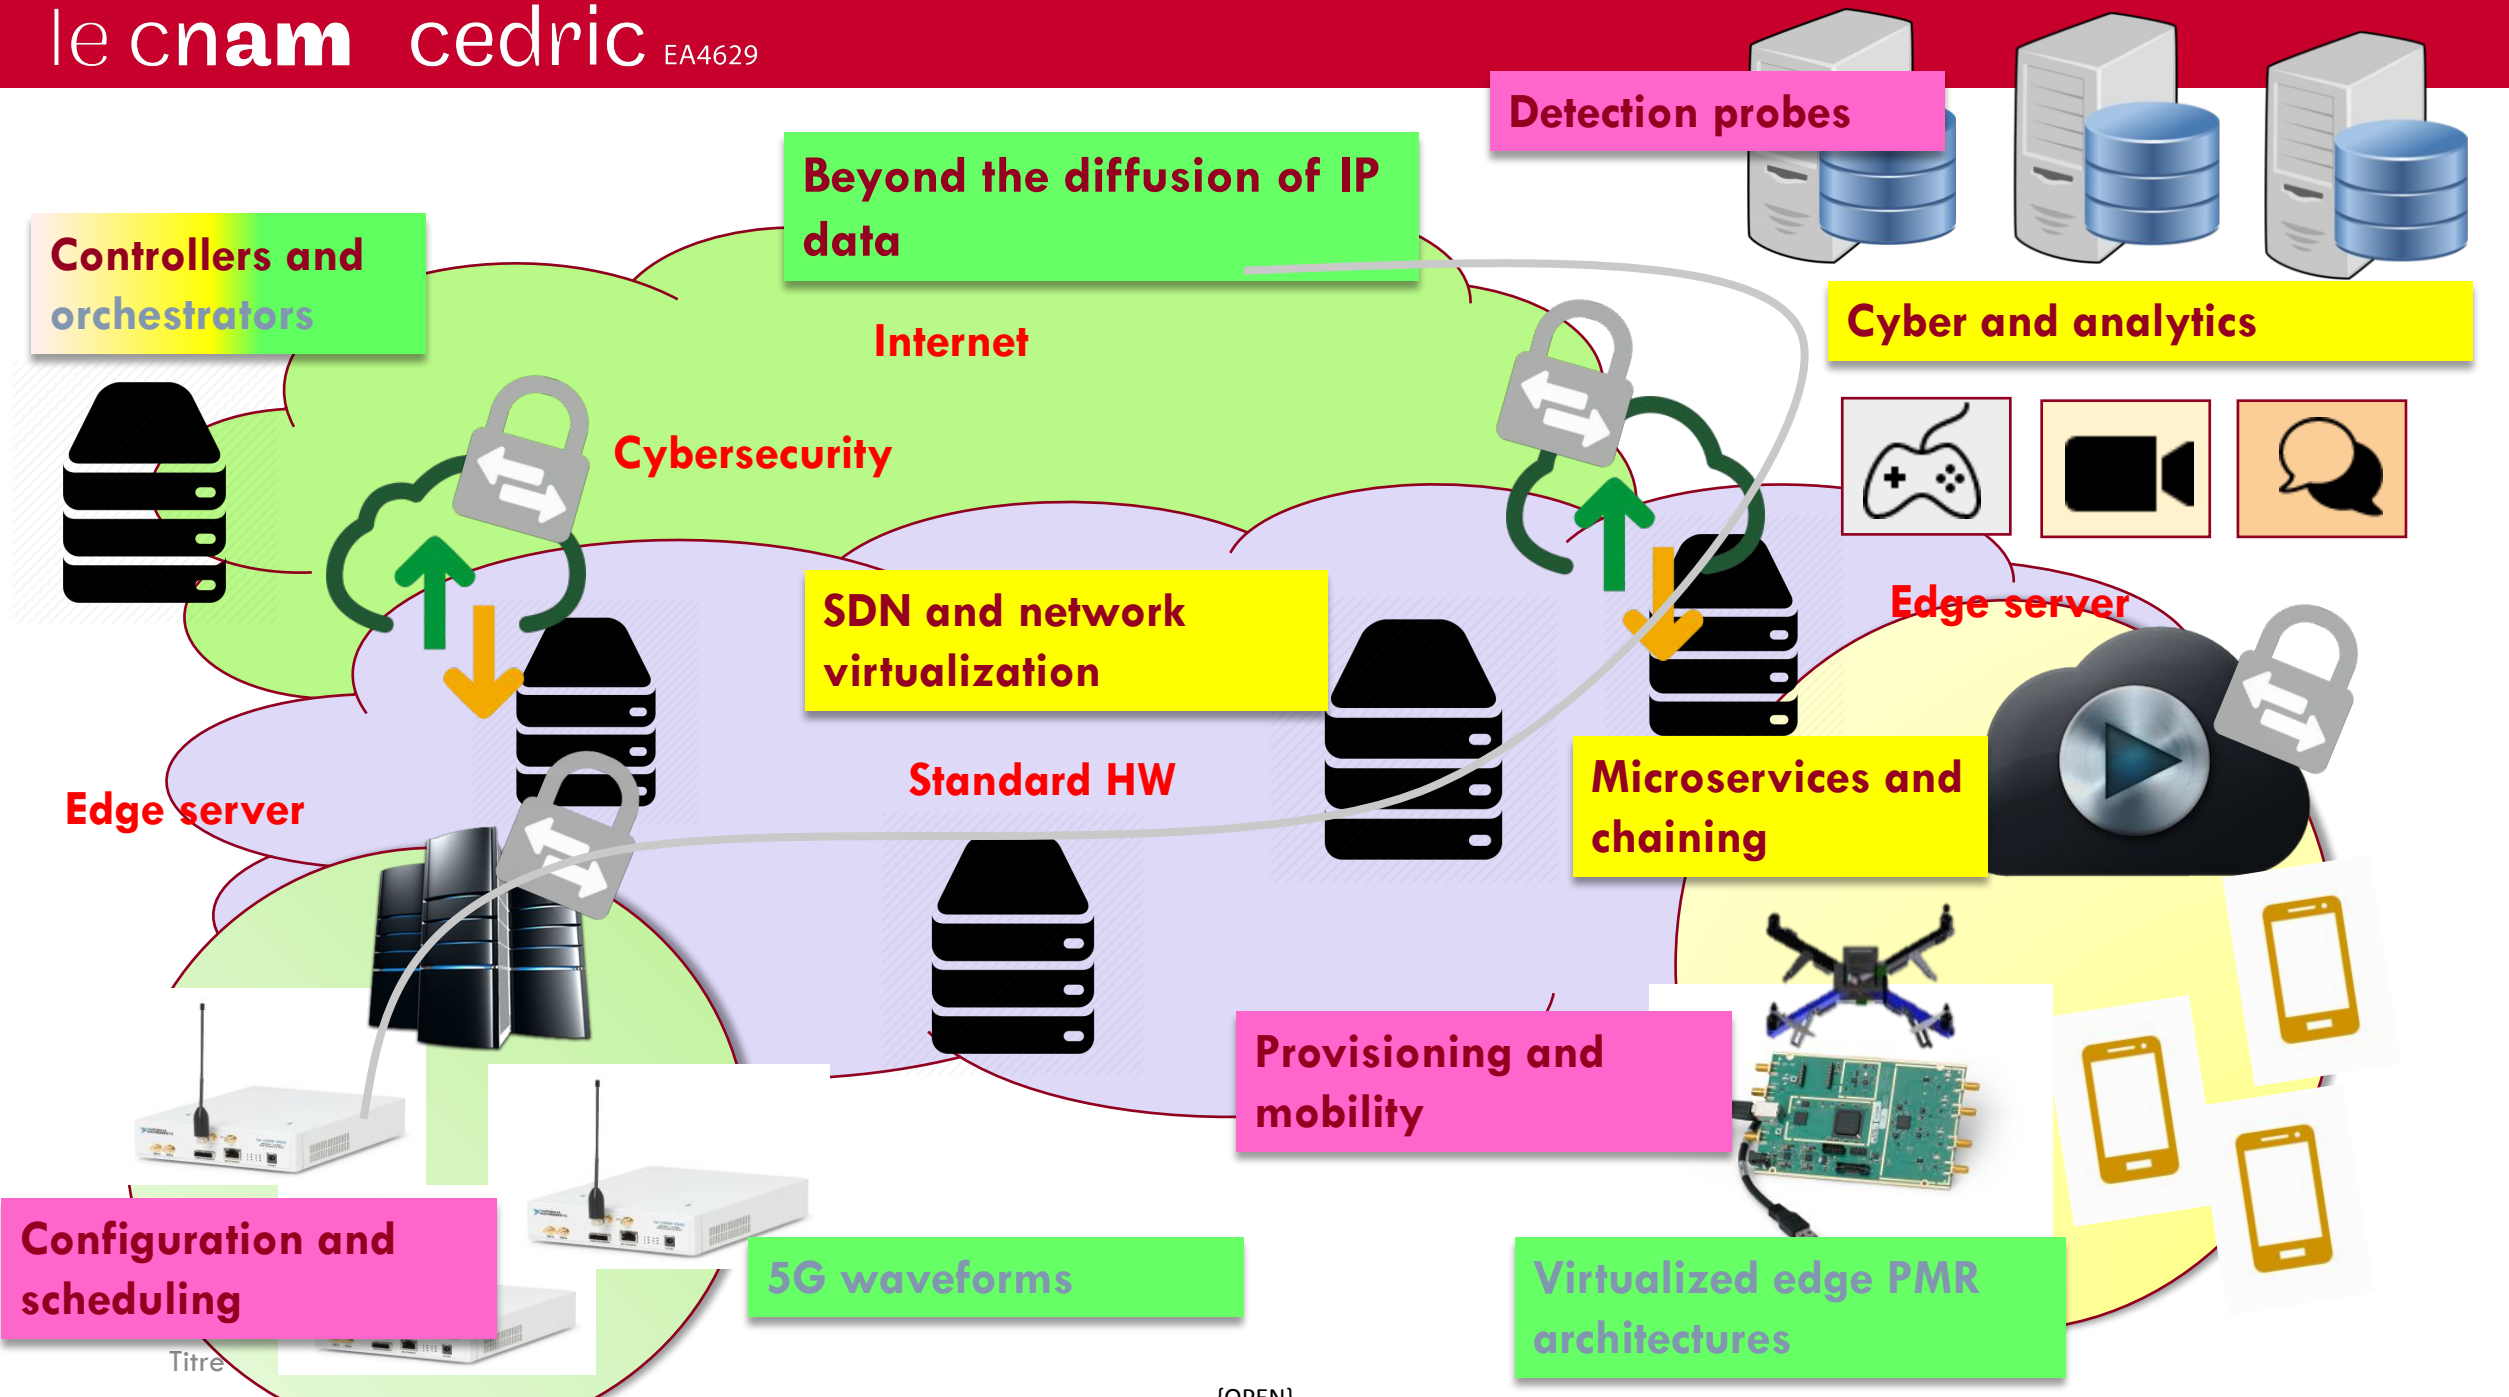 le cnam cedric EA4629
Detection probes
Beyond the diffusion of IP
data
Controllers and
orchestrators
Cyber and analytics
Internet
Cybersecurity
SDN and network
virtualization
Edge server
Standard HW
Microservices and
chaining
Edge server
Provisioning and
mobility
Configuration and
scheduling
5G waveforms
Virtualized edge PMR
architectures
Titre
{OPEN}